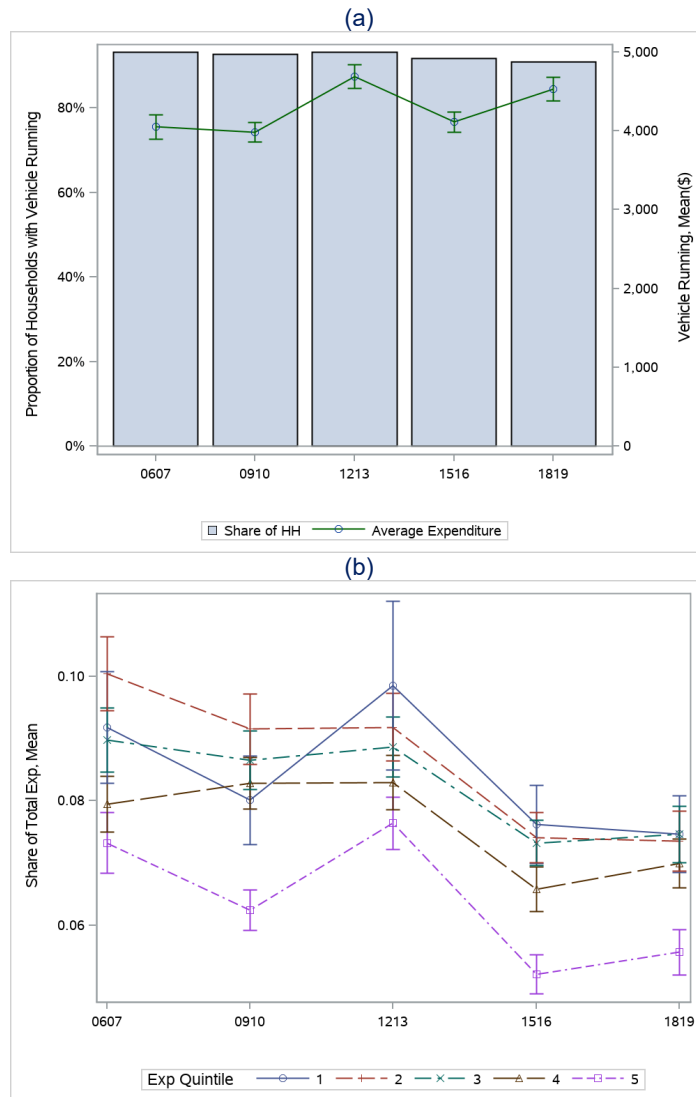 (a)
Proportion of Households with Vehicle Running
80%
60%
40%
20%
0%
5,000
4,000
3,000
2,000
1,000
0
Vehicle Running, Mean($)
0607 0910 1213 1516 1819
Share of HH Average Expenditure
(b)
Share of Total Exp, Mean
0.10
0.08
0.06
0607 0910 1213 1516 1819
Exp Quintile 1 2 3 4 5